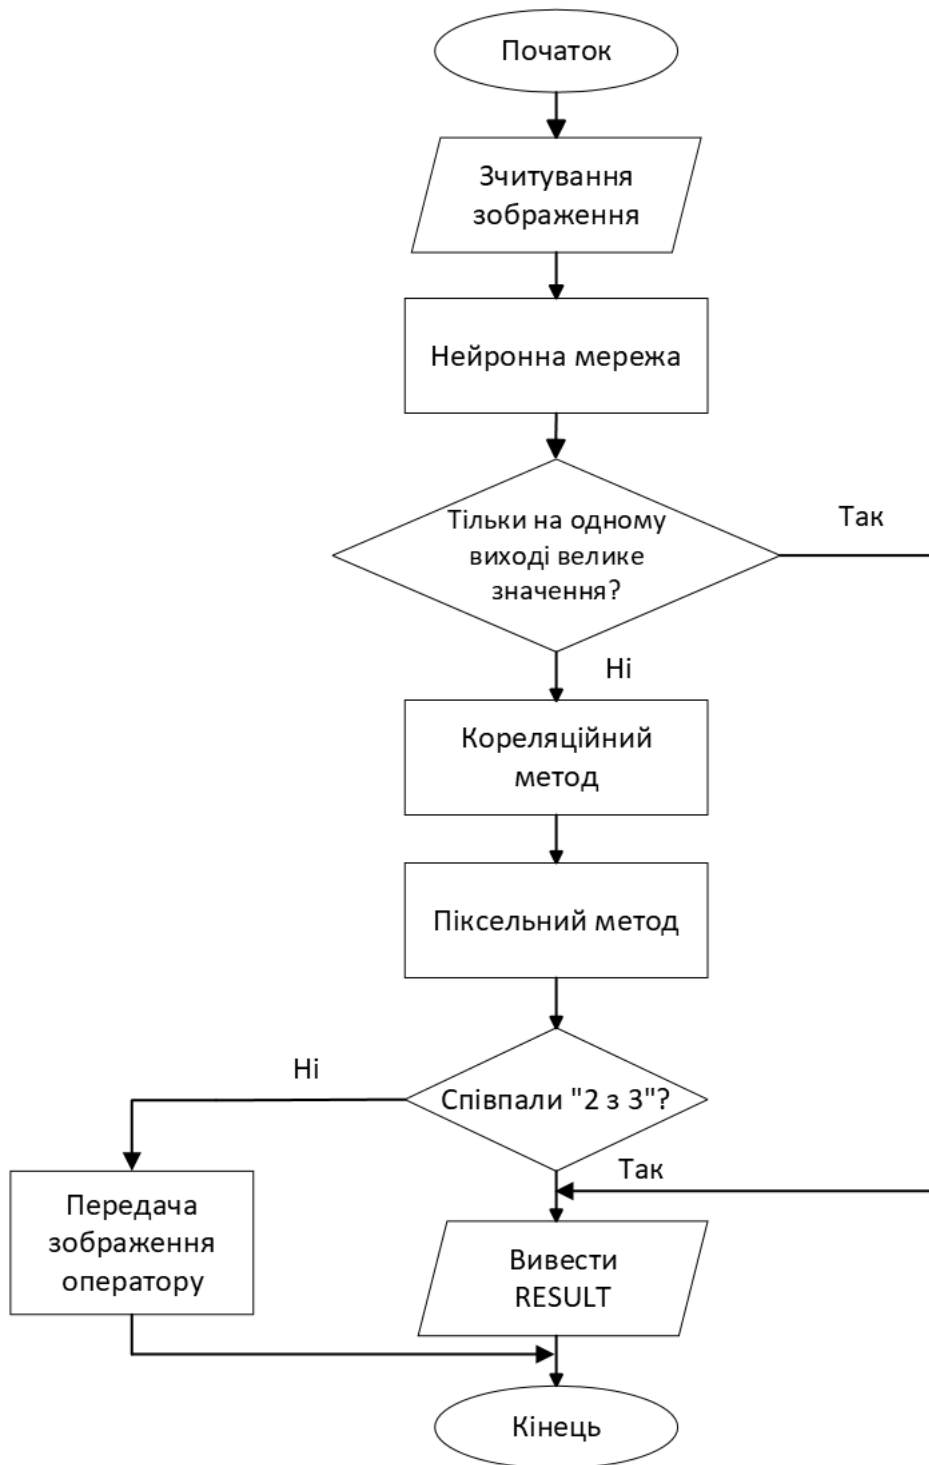 Початок
Зчитування
зображення
Нейронна мережа
Тільки на одному
виході велике
значення?
Так
Ні
Кореляційний
метод
Піксельний метод
Співпали "2 з 3"?
Ні
Так
Передача
зображення
оператору
Вивести
RESULT
Кінець